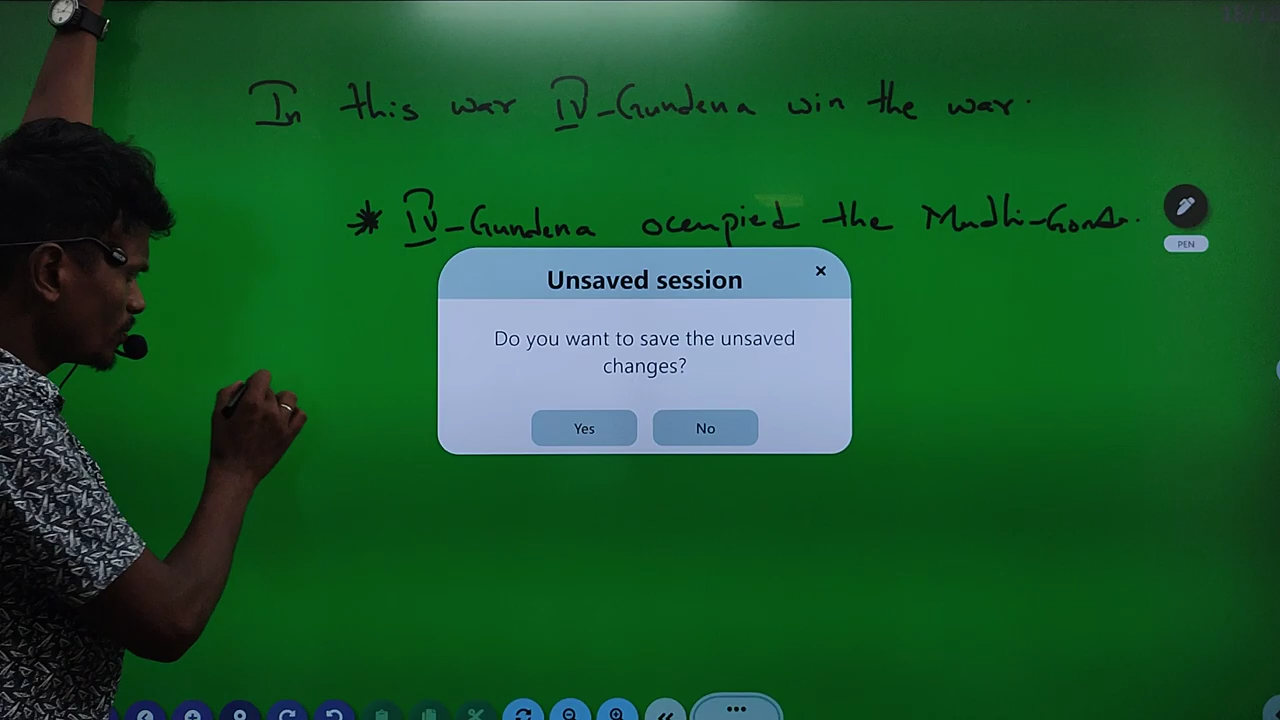 In this war IV-Gundena win the war.
* IV-Gundena ocupied the Mudhi-Gonda.
PEN
Unsaved session
Do you want to save the unsaved
changes?
Yes No